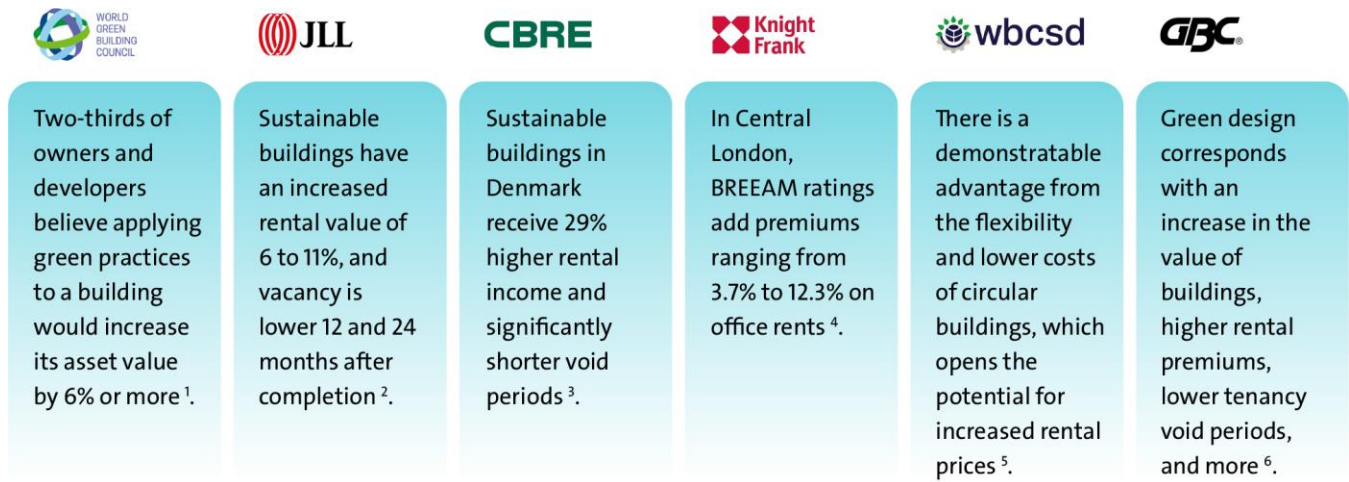 WORLD
GREEN
BUILDING
COUNCIL
JLL
CBRE
Knight
Frank
wbcsd
GBC®
Two-thirds of
owners and
developers
believe applying
green practices
to a building
would increase
its asset value
by 6% or more ¹.
Sustainable
buildings have
an increased
rental value of
6 to 11%, and
vacancy is
lower 12 and 24
months after
completion ².
Sustainable
buildings in
Denmark
receive 29%
higher rental
income and
significantly
shorter void
periods ³.
In Central
London,
BREEAM ratings
add premiums
ranging from
3.7% to 12.3% on
office rents ⁴.
There is a
demonstratable
advantage from
the flexibility
and lower costs
of circular
buildings, which
opens the
potential for
increased rental
prices ⁵.
Green design
corresponds
with an
increase in the
value of
buildings,
higher rental
premiums,
lower tenancy
void periods,
and more ⁶.